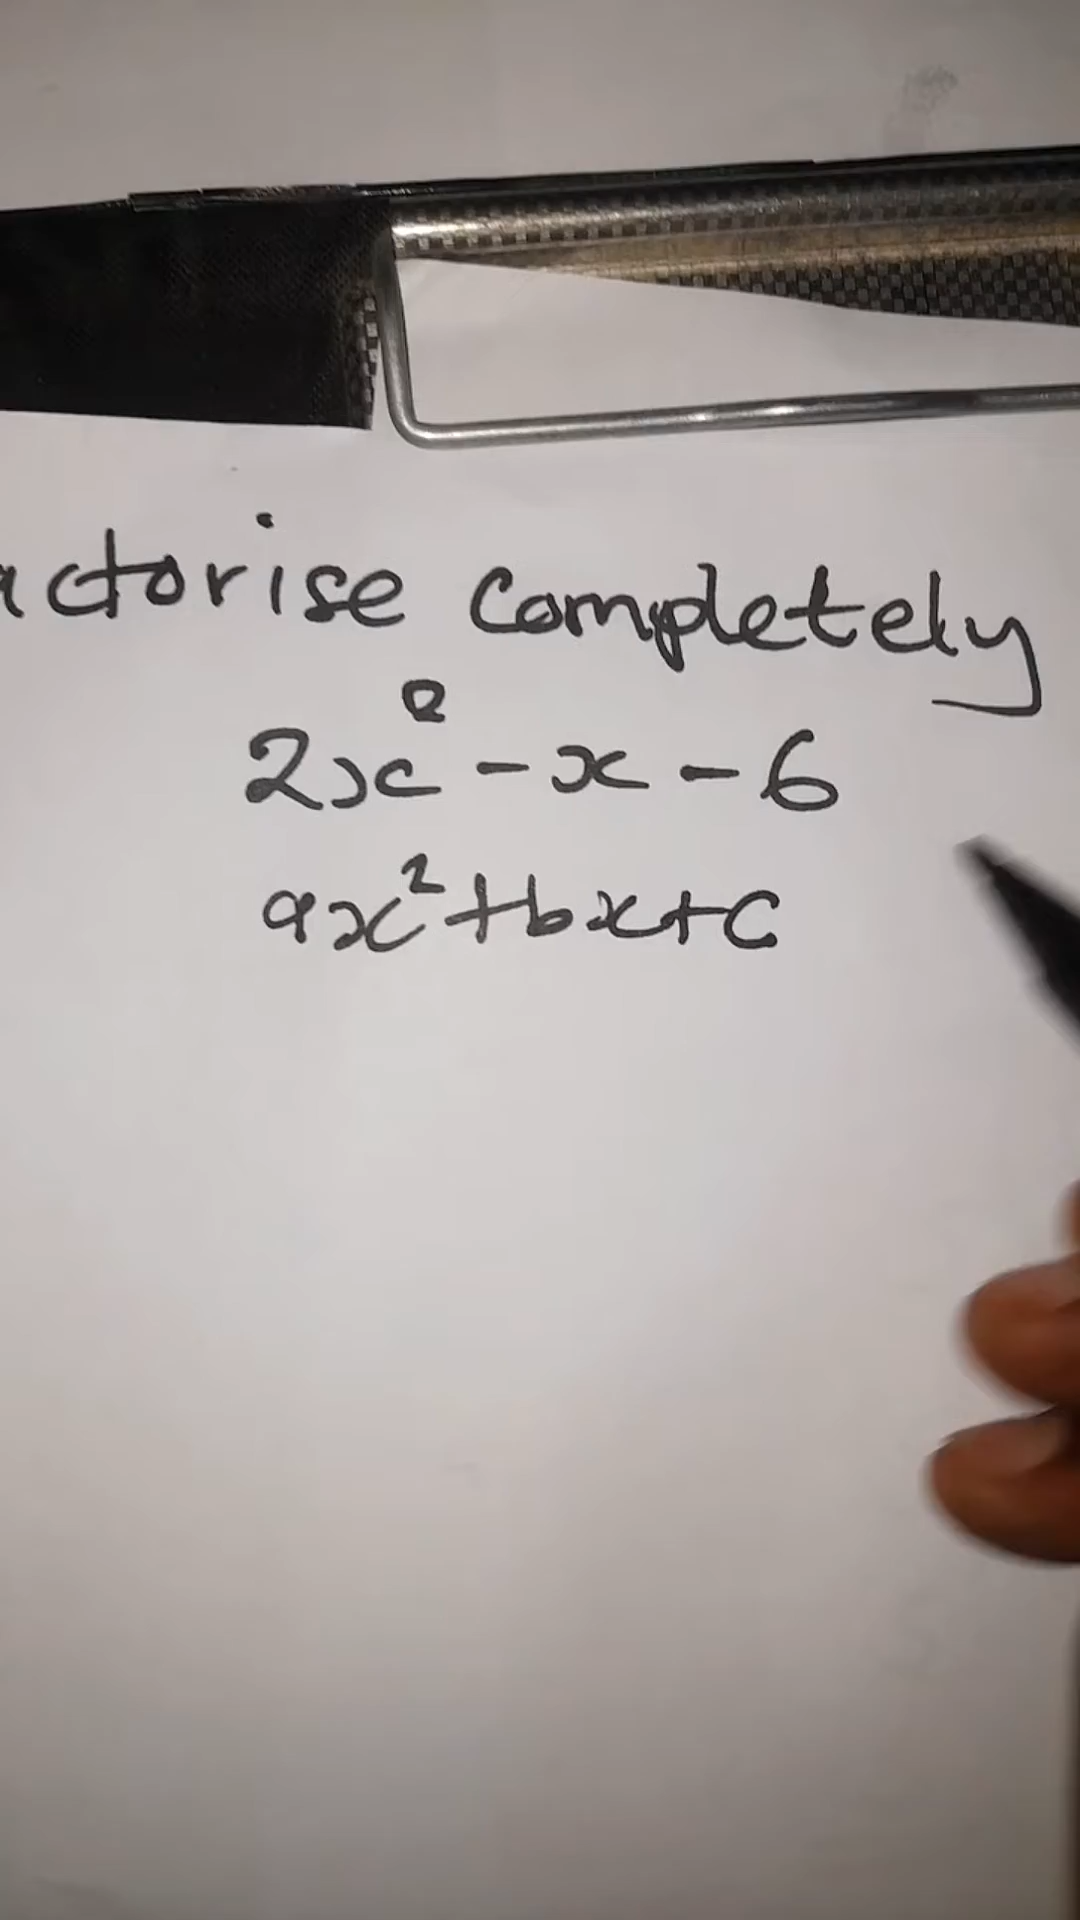 actorise completely
2x² - x - 6
ax² + bx + c